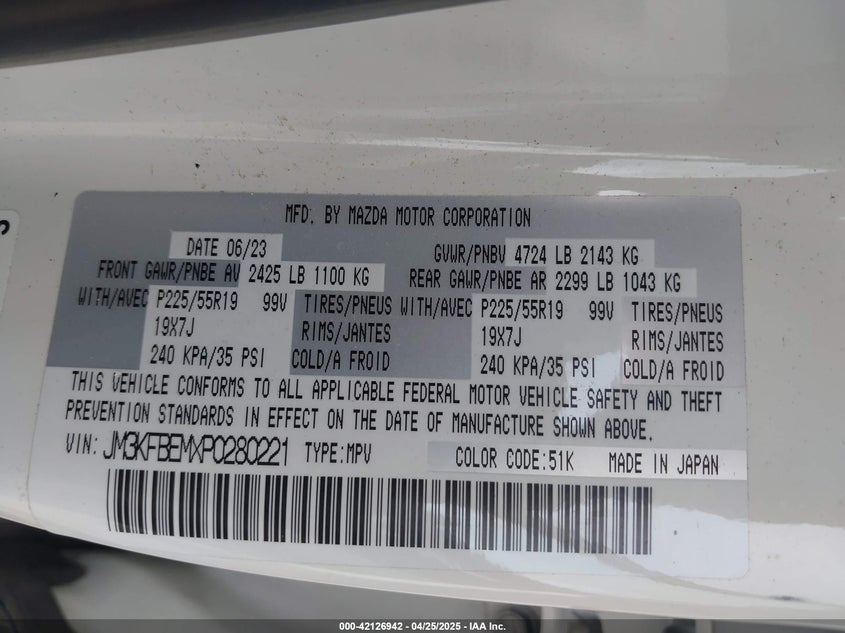 MFD. BY MAZDA MOTOR CORPORATION
DATE 06/23 GVWR/PNBV 4724 LB 2143 KG
FRONT GAWR/PNBE AV 2425 LB 1100 KG REAR GAWR/PNBE AR 2299 LB 1043 KG
WITH/AVEC P225/55R19 99V TIRES/PNEUS WITH/AVEC P225/55R19 99V TIRES/PNEUS
19X7J RIMS/JANTES 19X7J RIMS/JANTES
240 KPA/35 PSI COLD/A FROID 240 KPA/35 PSI COLD/A FROID
THIS VEHICLE CONFORMS TO ALL APPLICABLE FEDERAL MOTOR VEHICLE SAFETY AND THEFT
PREVENTION STANDARDS IN EFFECT ON THE DATE OF MANUFACTURE SHOWN ABOVE.
VIN: JM3KFBEMXP0280221 TYPE:MPV COLOR CODE:51K MADE IN JAPAN
000-42126942 - 04/25/2025 - IAA Inc.